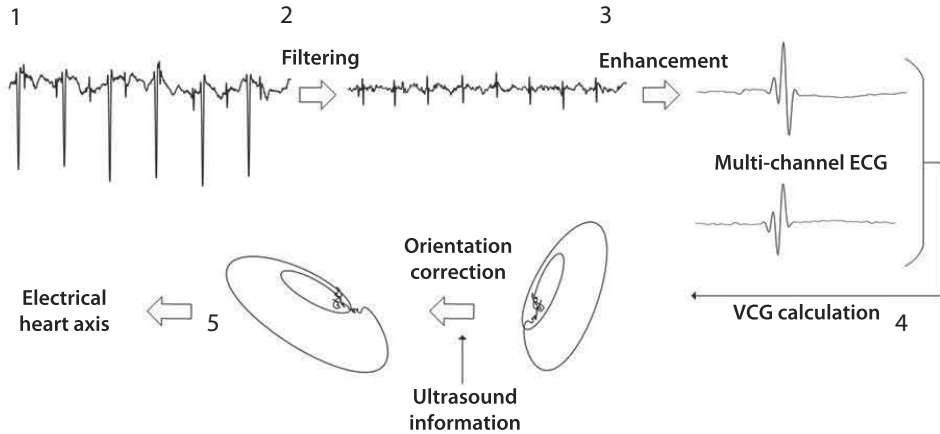 1
2
3
Filtering
Enhancement
Multi-channel ECG
Orientation
correction
Electrical
heart axis
5
VCG calculation
4
Ultrasound
information